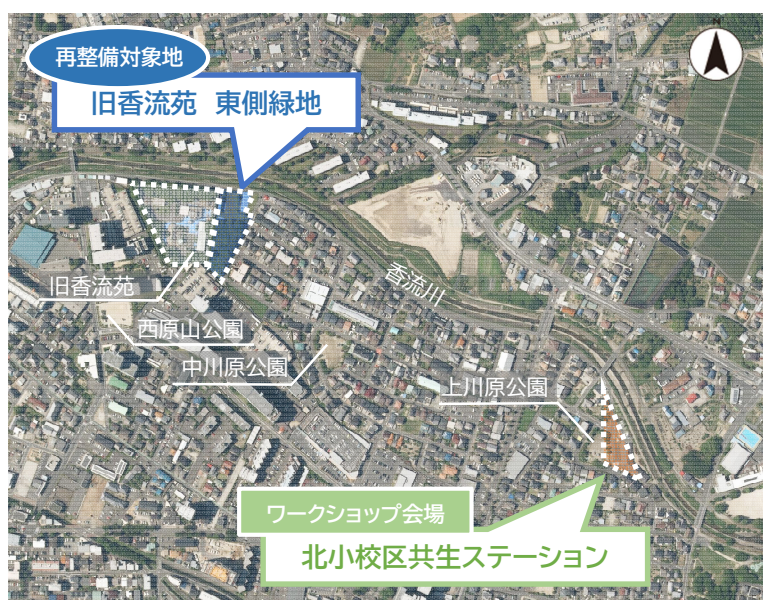 再整備対象地
旧香流苑 東側緑地
N
旧香流苑
西原山公園
中川原公園
香流川
上川原公園
ワークショップ会場
北小校区共生ステーション